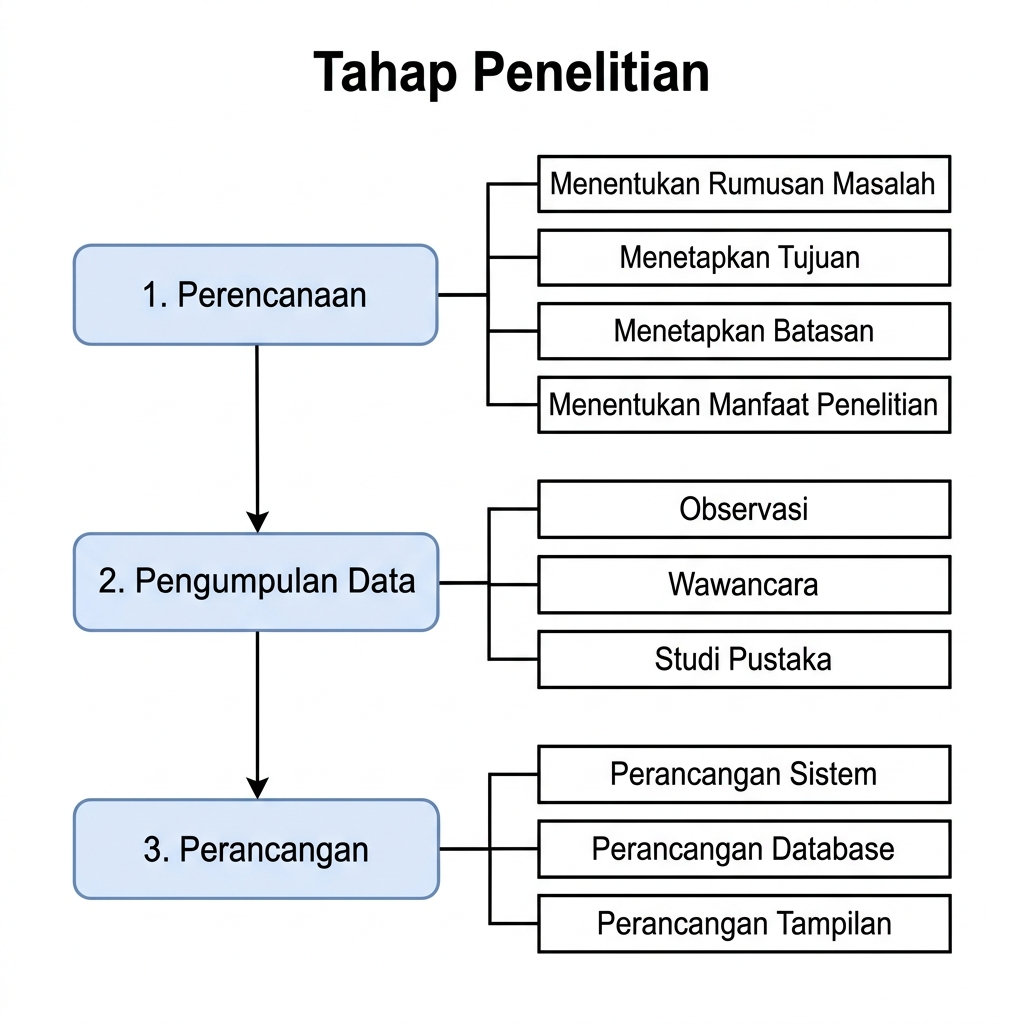 Tahap Penelitian
1. Perencanaan
Menentukan Rumusan Masalah
Menetapkan Tujuan
Menetapkan Batasan
Menentukan Manfaat Penelitian
2. Pengumpulan Data
Observasi
Wawancara
Studi Pustaka
3. Perancangan
Perancangan Sistem
Perancangan Database
Perancangan Tampilan